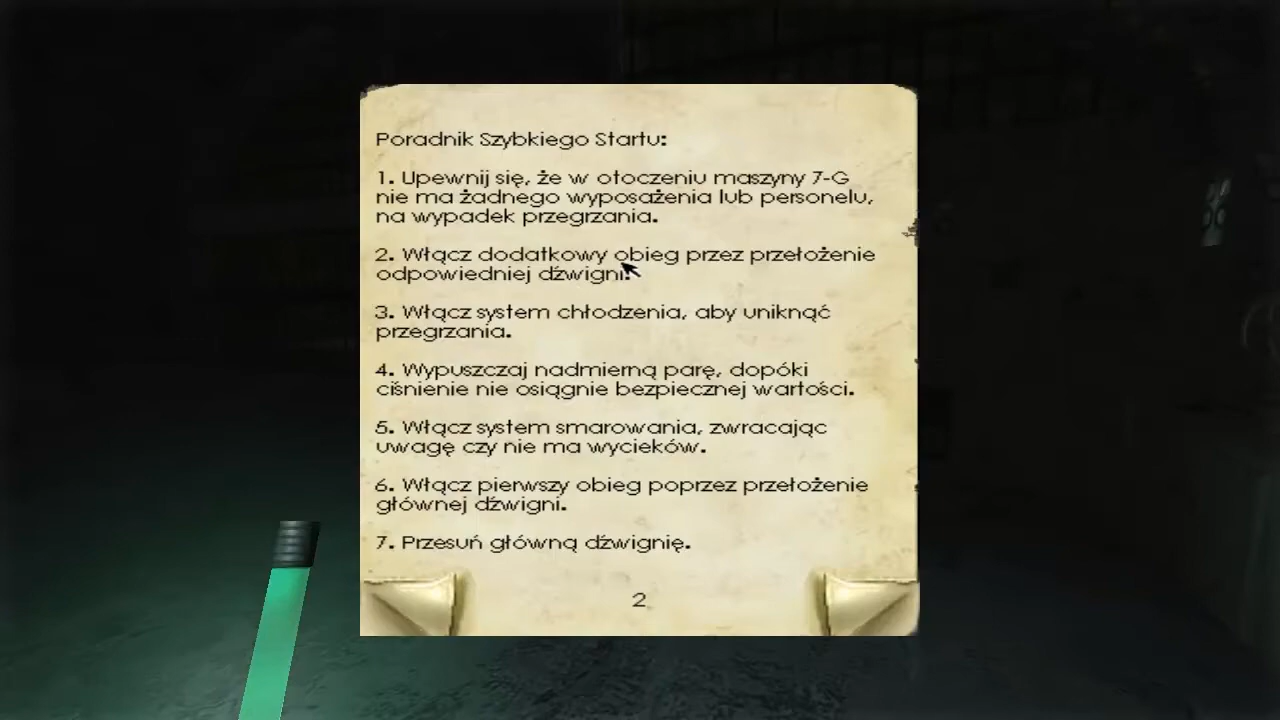 Poradnik Szybkiego Startu:
1. Upewnij się, że w otoczeniu maszyny 7-G
nie ma żadnego wyposażenia lub personelu,
na wypadek przegrzania.
2. Włącz dodatkowy obieg przez przełożenie
odpowiedniej dźwigni.
3. Włącz system chłodzenia, aby uniknąć
przegrzania.
4. Wypuszczaj nadmierną parę, dopóki
ciśnienie nie osiągnie bezpiecznej wartości.
5. Włącz system smarowania, zwracając
uwagę czy nie ma wycieków.
6. Włącz pierwszy obieg poprzez przełożenie
głównej dźwigni.
7. Przesuń główną dźwignię.
2